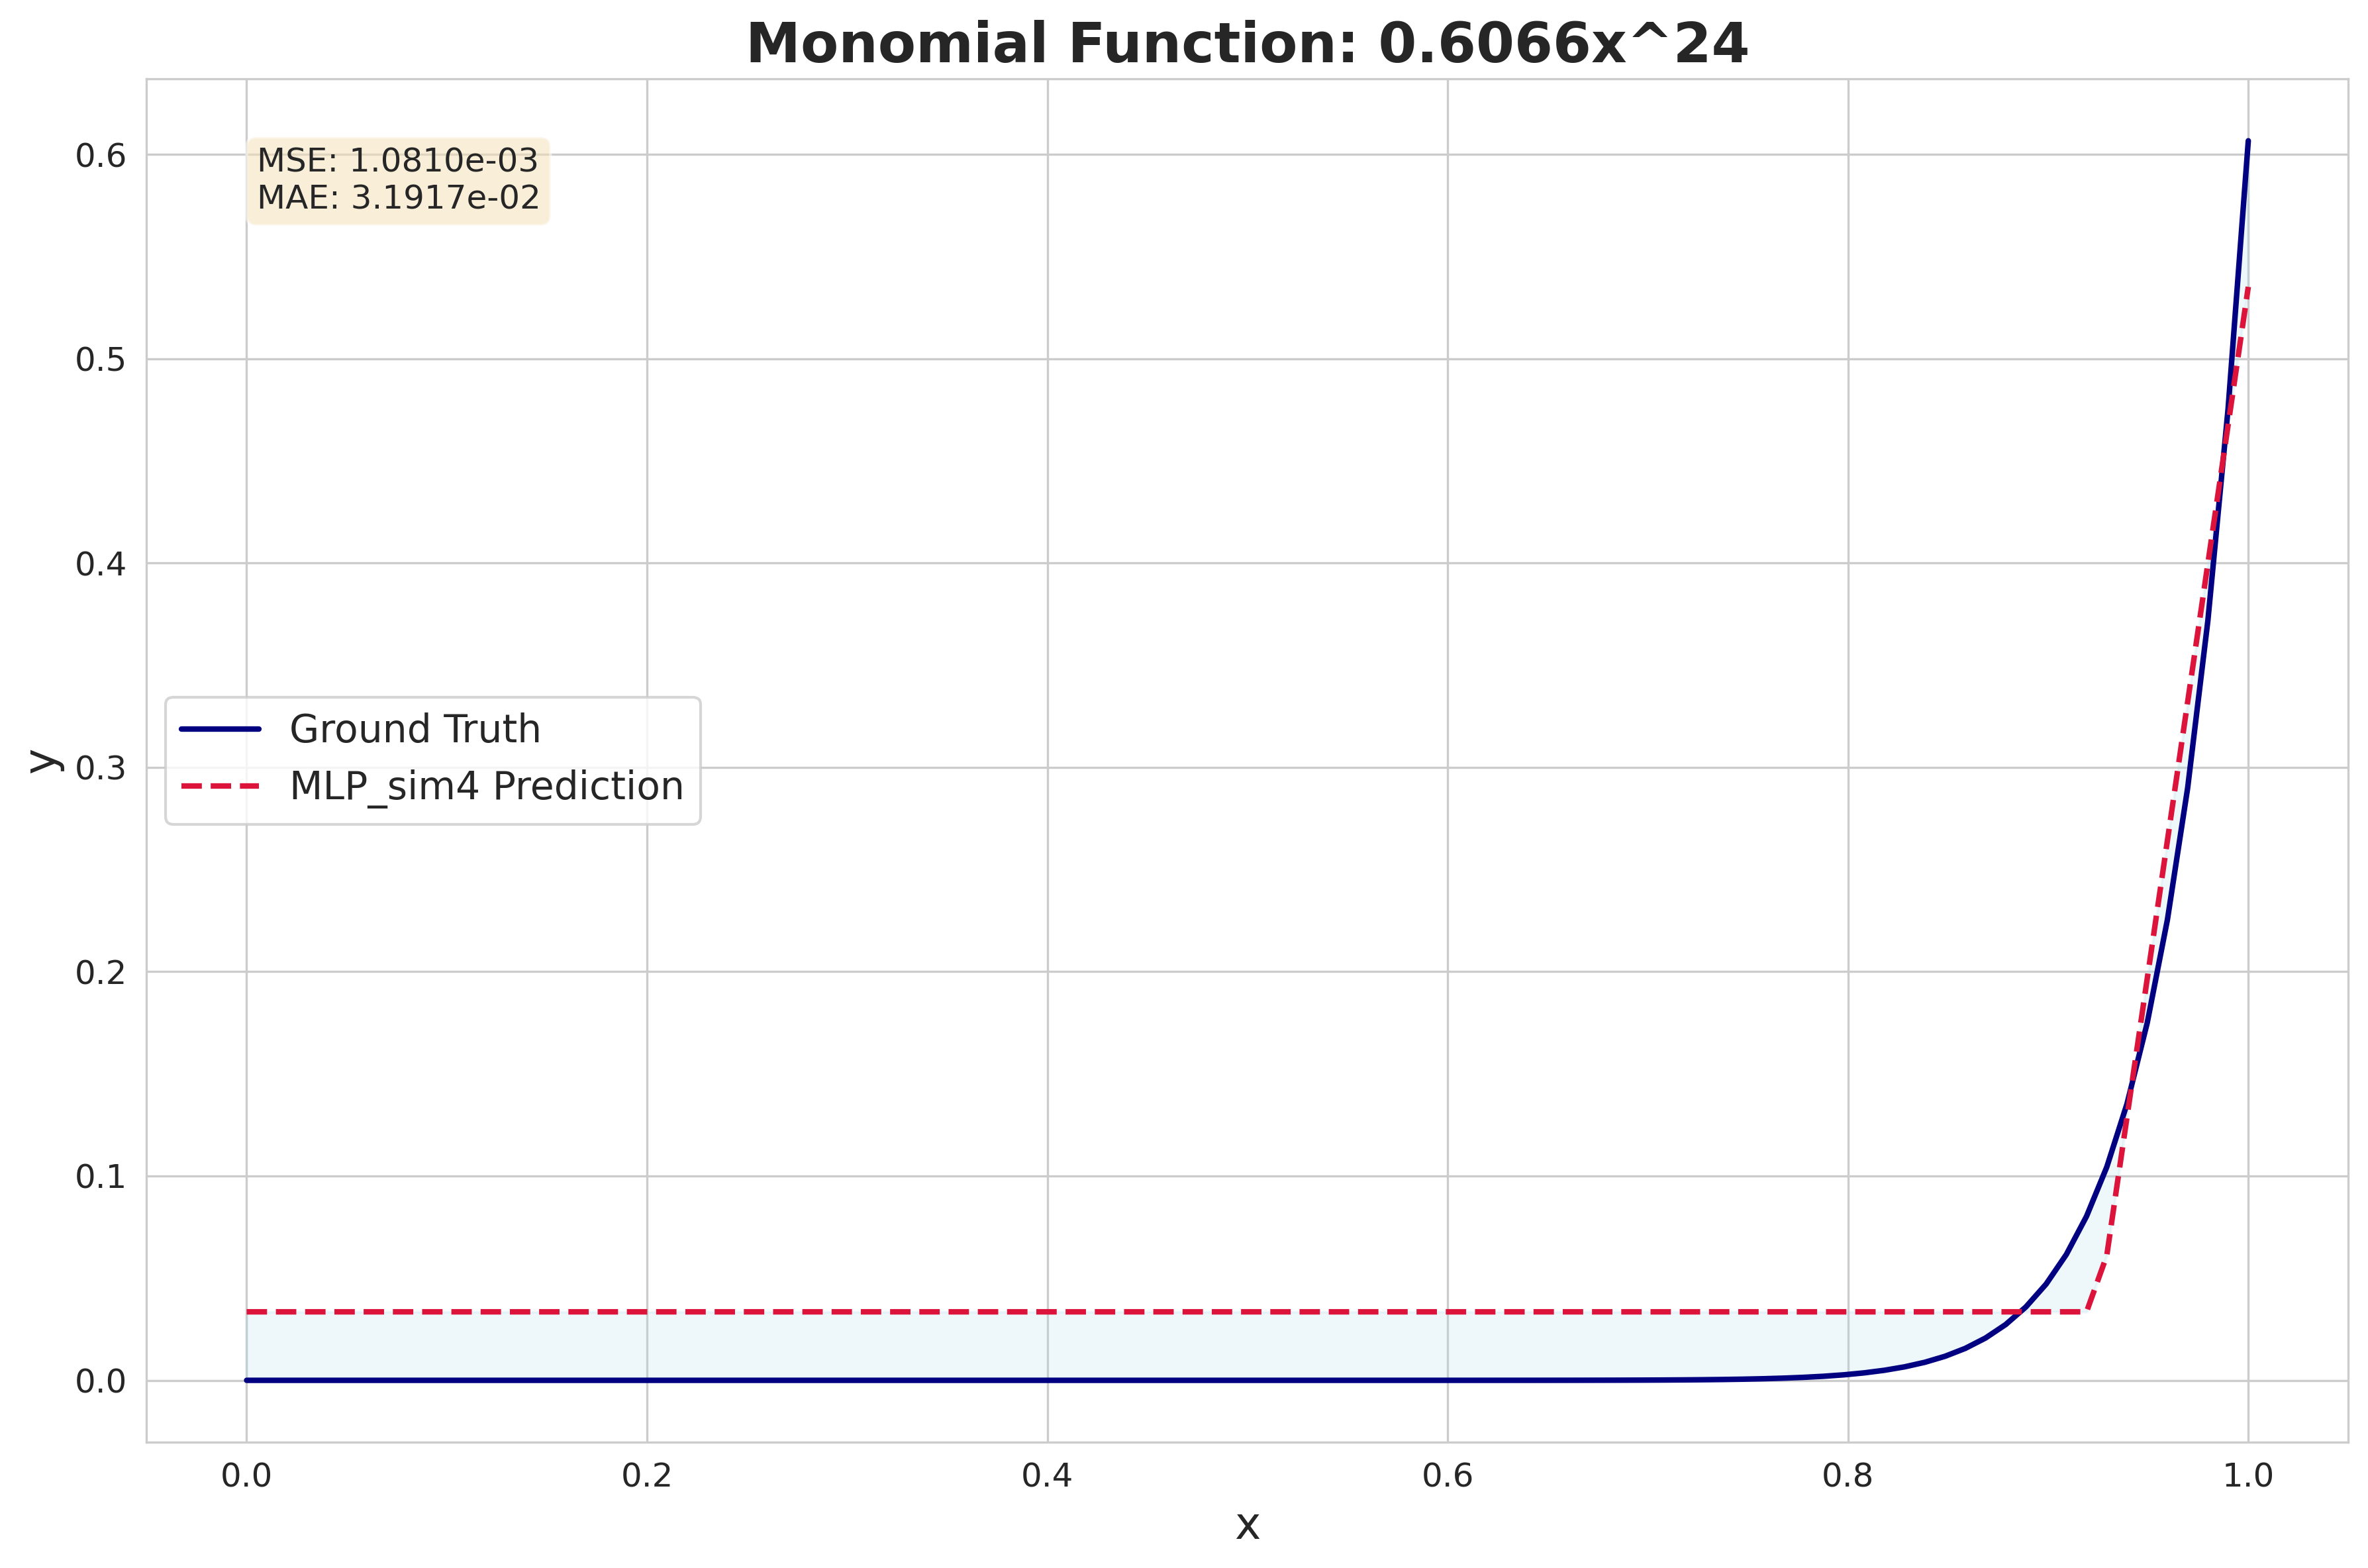 Monomial Function: 0.6066x^24
MSE: 1.0810e-03
MAE: 3.1917e-02
0.6
0.5
0.4
0.3
0.2
0.1
0.0
y
Ground Truth
MLP_sim4 Prediction
0.0 0.2 0.4 0.6 0.8 1.0
x